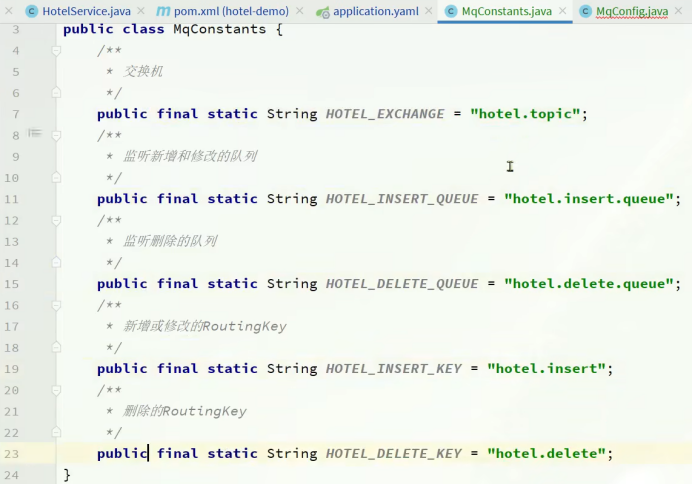 HotelService.java pom.xml (hotel-demo) application.yaml MqConstants.java MqConfig.java
3 public class MqConstants {
4 /**
5 * 交换机
6 */
7 public final static String HOTEL_EXCHANGE = "hotel.topic";
8 /**
9 * 监听新增和修改的队列
10 */
11 public final static String HOTEL_INSERT_QUEUE = "hotel.insert.queue";
12 /**
13 * 监听删除的队列
14 */
15 public final static String HOTEL_DELETE_QUEUE = "hotel.delete.queue";
16 /**
17 * 新增或修改的RoutingKey
18 */
19 public final static String HOTEL_INSERT_KEY = "hotel.insert";
20 /**
21 * 删除的RoutingKey
22 */
23 public final static String HOTEL_DELETE_KEY = "hotel.delete";
24 }